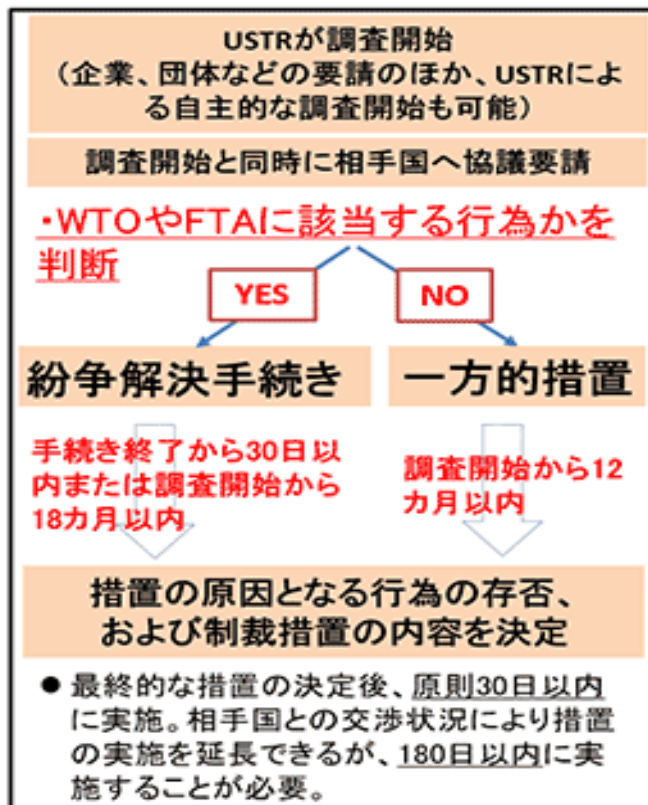 USTRが調査開始
（企業、団体などの要請のほか、USTRによ
る自主的な調査開始も可能）
調査開始と同時に相手国へ協議要請
・WTOやFTAに該当する行為かを
判断
YES
NO
紛争解決手続き
一方的措置
手続き終了から30日以
内または調査開始から
18カ月以内
調査開始から12
カ月以内
措置の原因となる行為の存否、
および制裁措置の内容を決定
● 最終的な措置の決定後、原則30日以内
に実施。相手国との交渉状況により措置
の実施を延長できるが、180日以内に実
施することが必要。